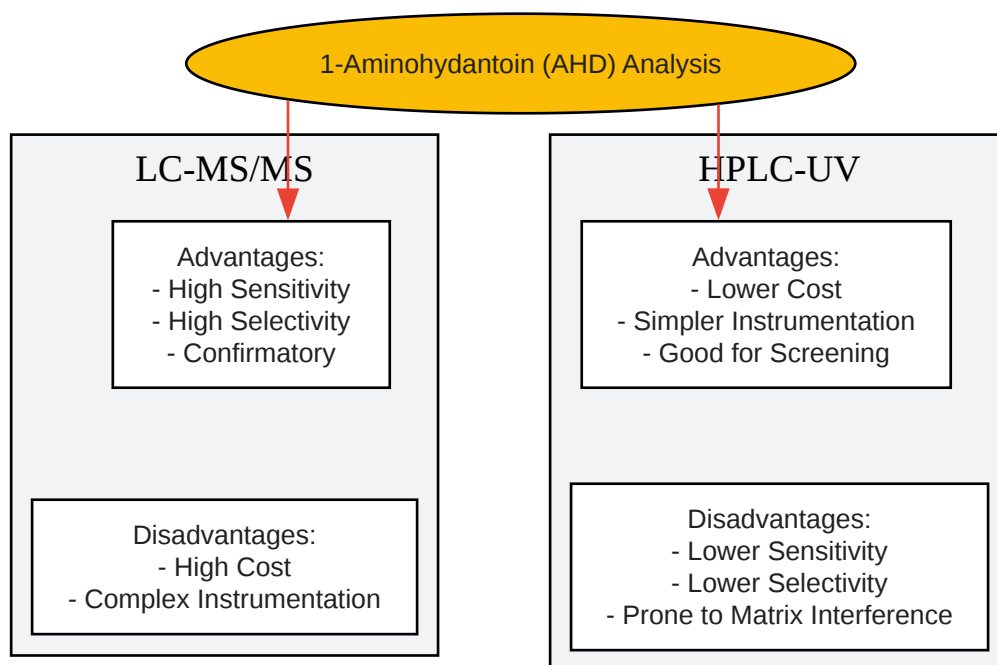 1-Aminohydantoin (AHD) Analysis
LC-MS/MS
Advantages:
- High Sensitivity
- High Selectivity
- Confirmatory
Disadvantages:
- High Cost
- Complex Instrumentation
HPLC-UV
Advantages:
- Lower Cost
- Simpler Instrumentation
- Good for Screening
Disadvantages:
- Lower Sensitivity
- Lower Selectivity
- Prone to Matrix Interference